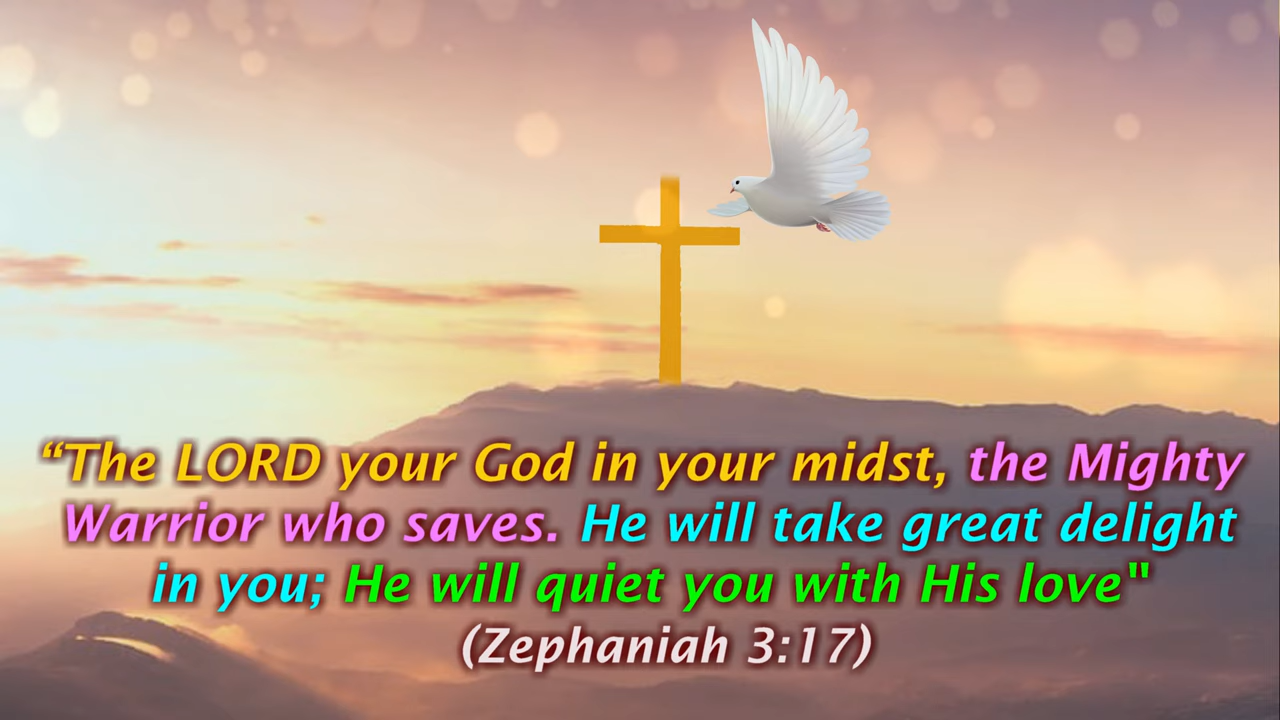 “The LORD your God in your midst, the Mighty
Warrior who saves. He will take great delight
in you; He will quiet you with His love"
(Zephaniah 3:17)